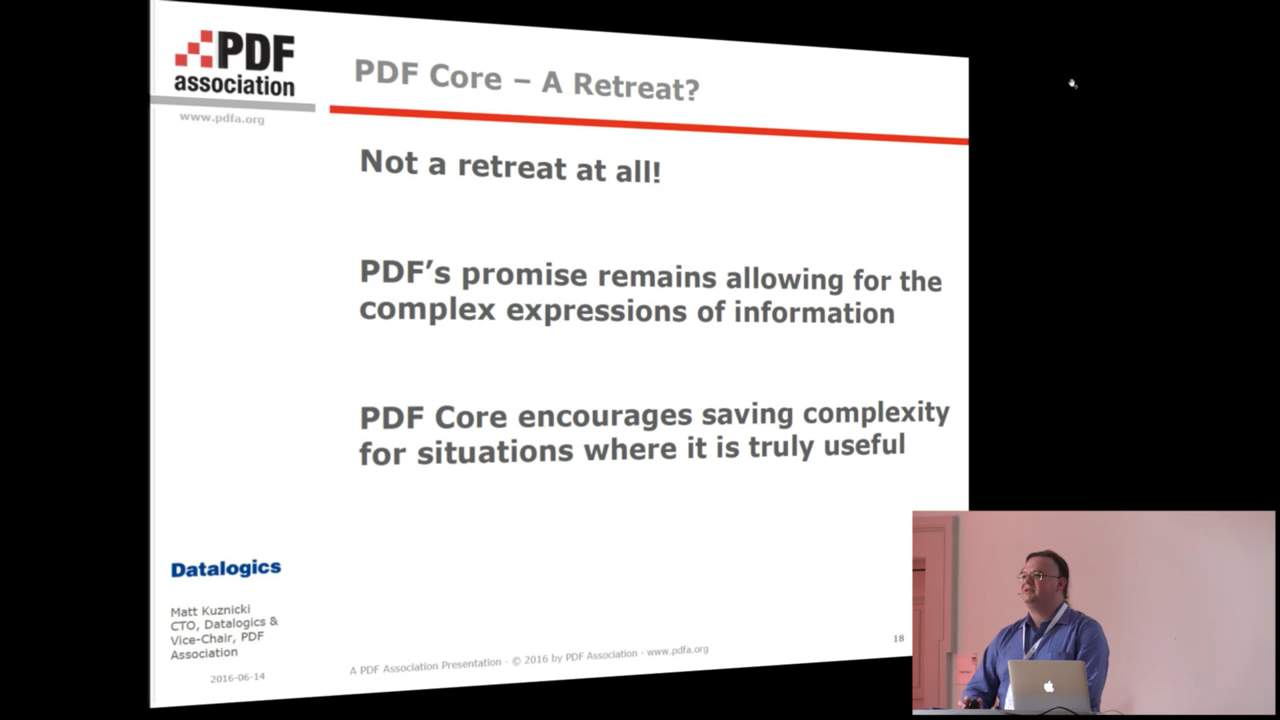 PDF
association
www.pdfa.org
PDF Core – A Retreat?
Not a retreat at all!
PDF's promise remains allowing for the
complex expressions of information
PDF Core encourages saving complexity
for situations where it is truly useful
Datalogics
Matt Kuznicki
CTO, Datalogics &
Vice-Chair, PDF
Association
2016-06-14
A PDF Association Presentation · © 2016 by PDF Association · www.pdfa.org
18